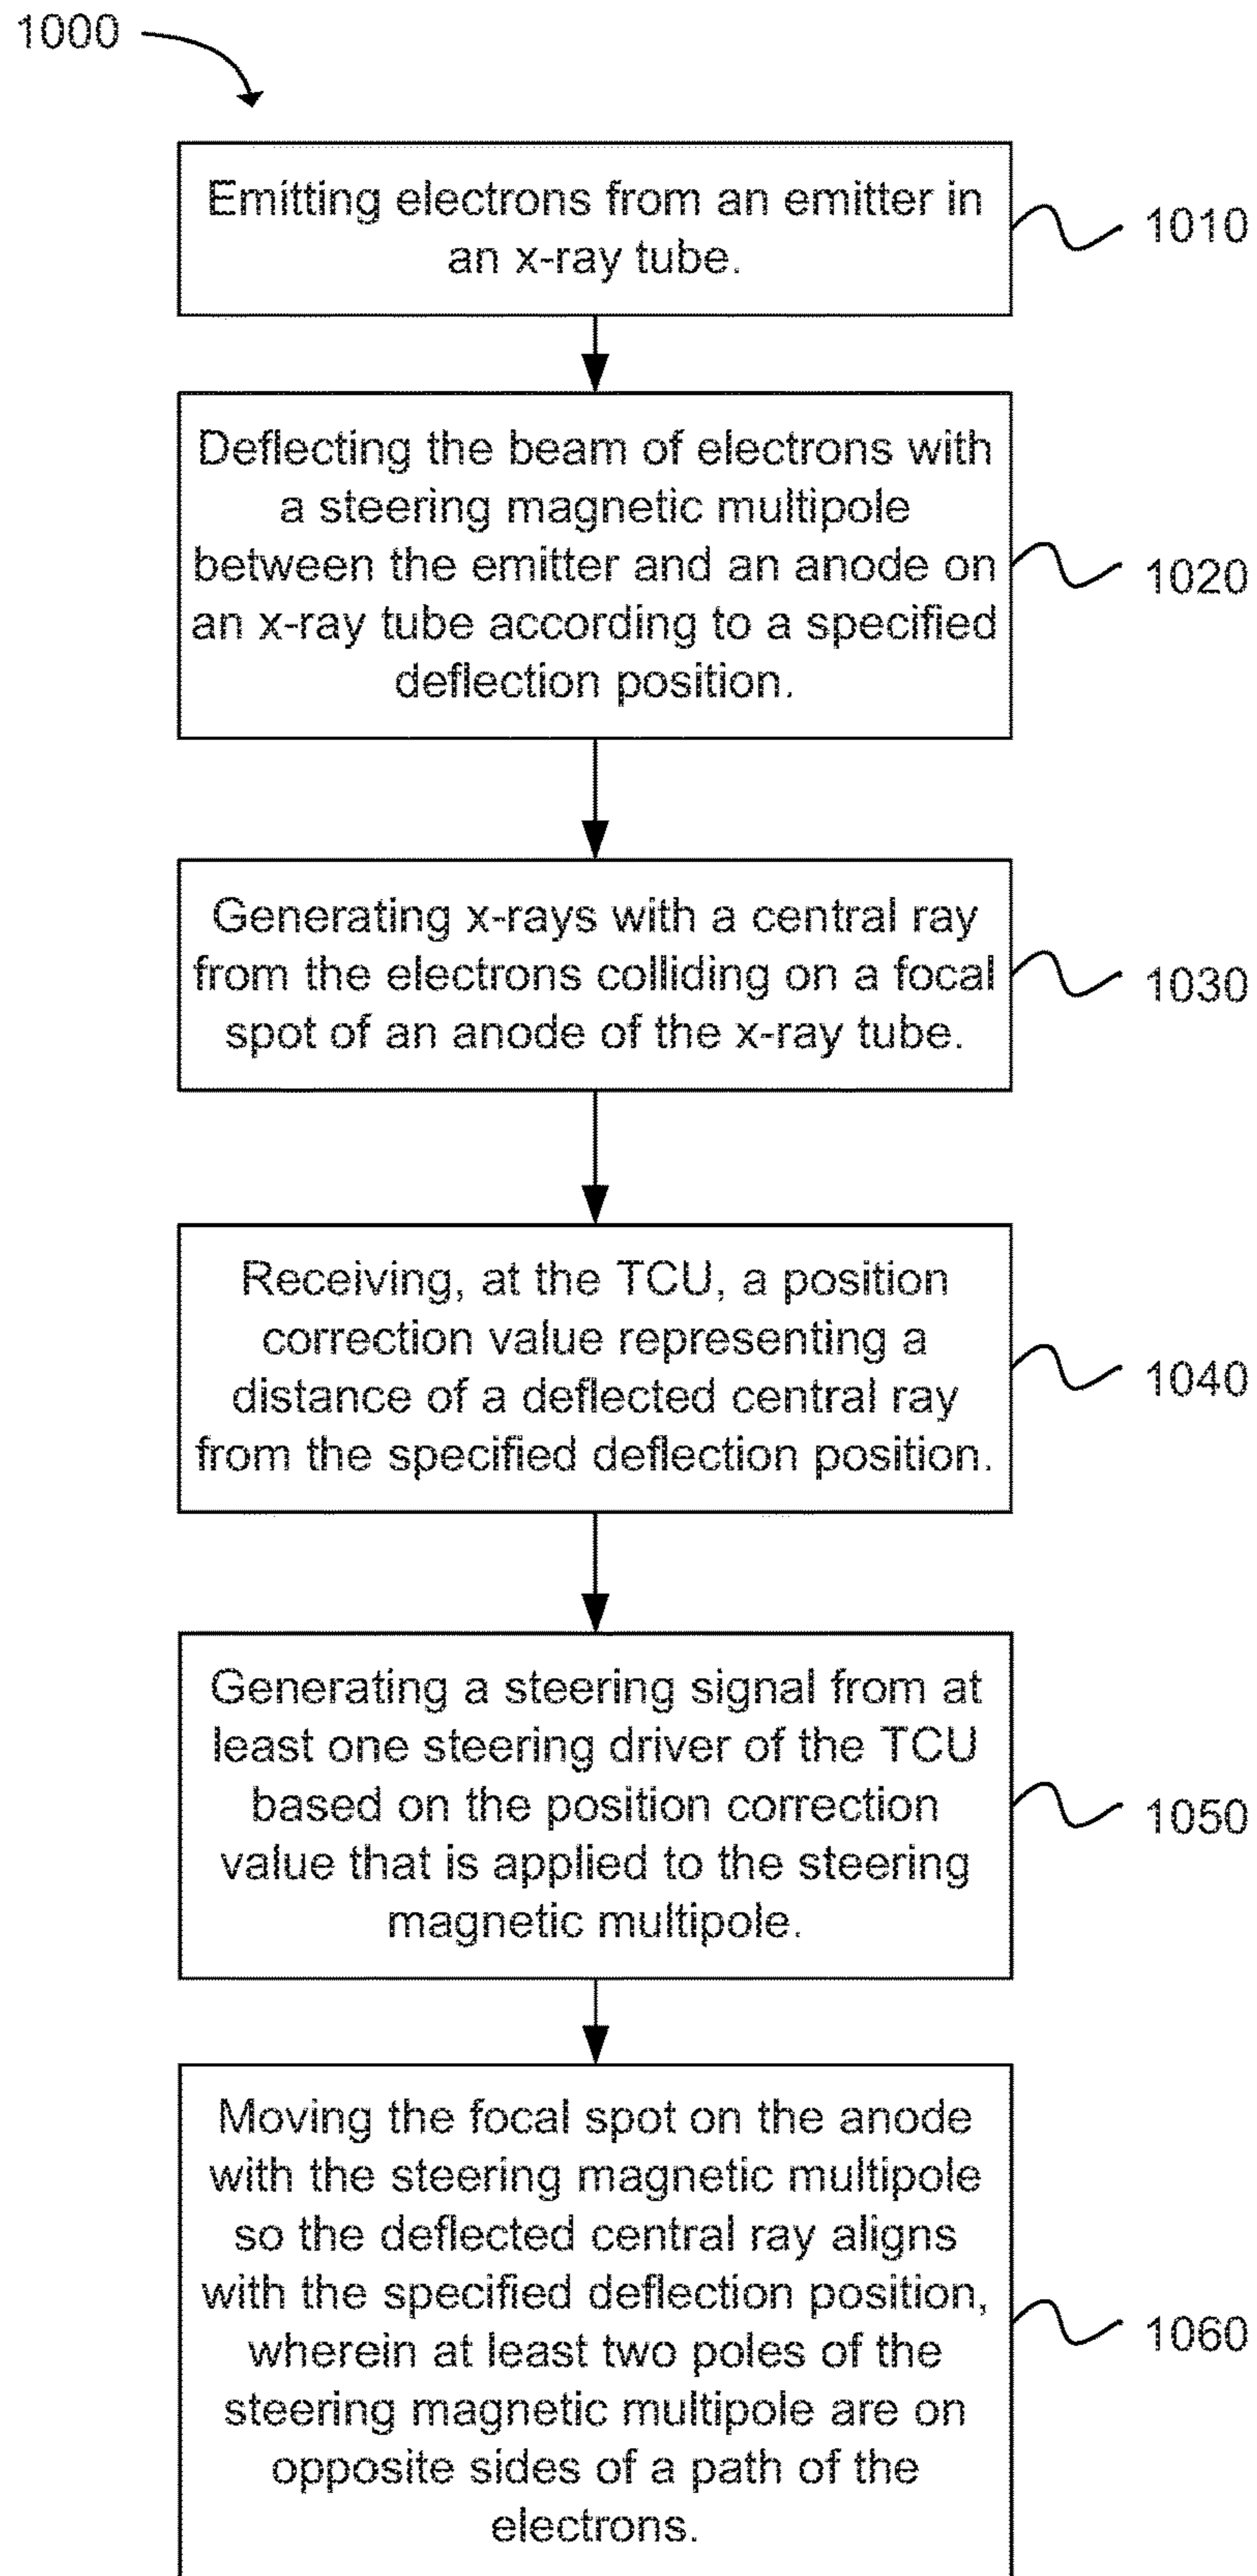 1000
Emitting electrons from an emitter in
an x-ray tube.
1010
Deflecting the beam of electrons with
a steering magnetic multipole
between the emitter and an anode on
an x-ray tube according to a specified
deflection position.
1020
Generating x-rays with a central ray
from the electrons colliding on a focal
spot of an anode of the x-ray tube.
1030
Receiving, at the TCU, a position
correction value representing a
distance of a deflected central ray
from the specified deflection position.
1040
Generating a steering signal from at
least one steering driver of the TCU
based on the position correction
value that is applied to the steering
magnetic multipole.
1050
Moving the focal spot on the anode
with the steering magnetic multipole
so the deflected central ray aligns
with the specified deflection position,
wherein at least two poles of the
steering magnetic multipole are on
opposite sides of a path of the
electrons.
1060